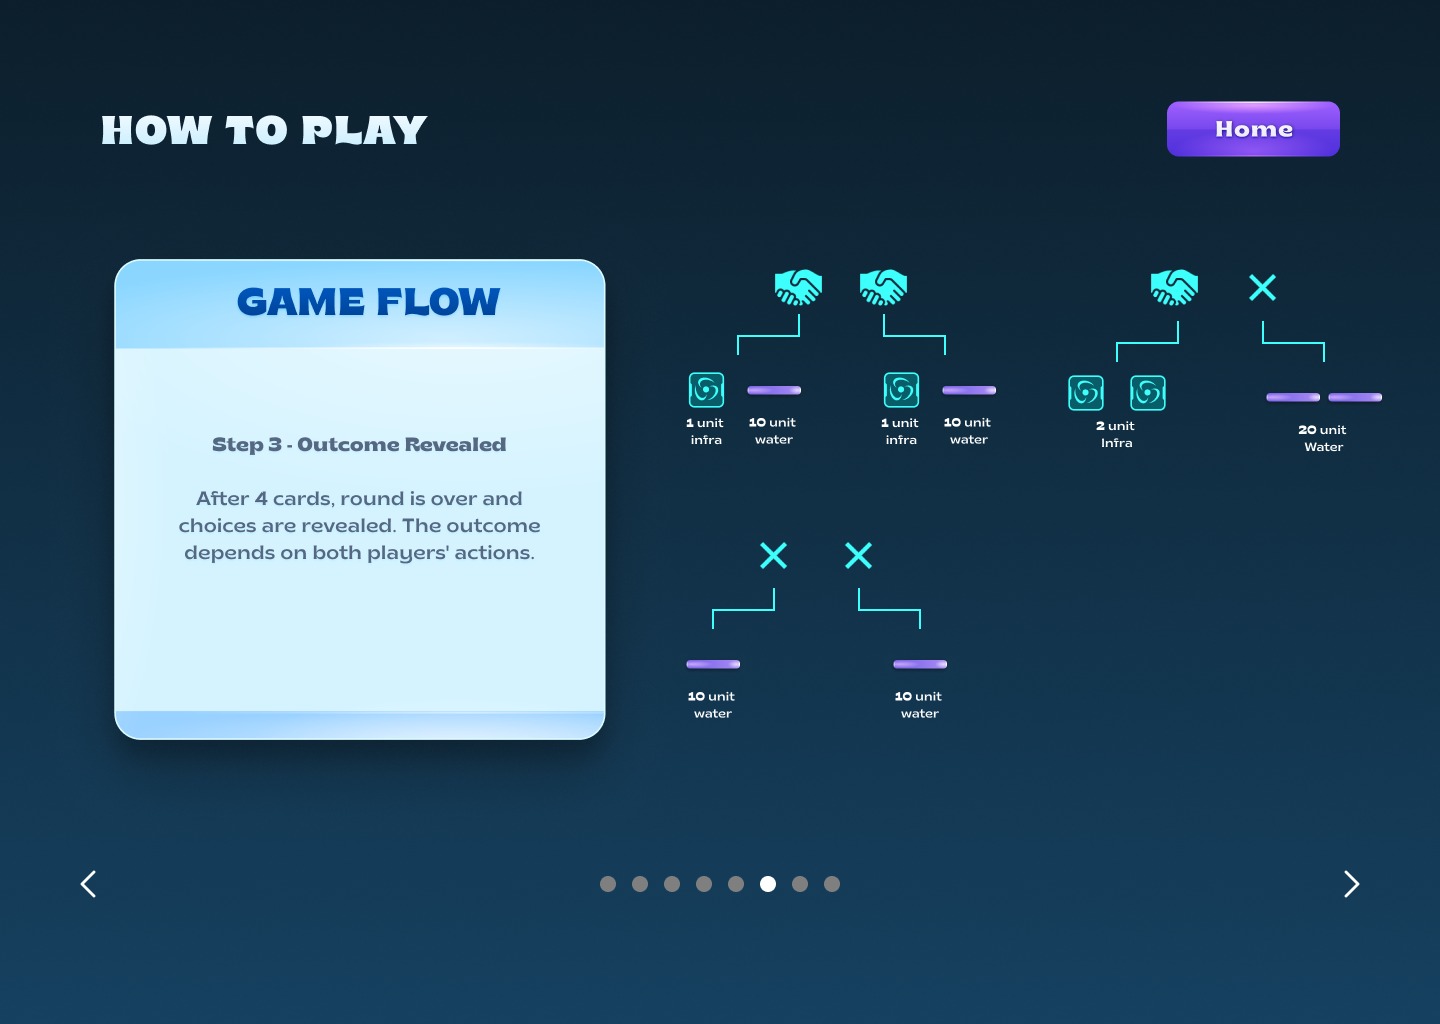 HOW TO PLAY
Home
GAME FLOW
Step 3 - Outcome Revealed
After 4 cards, round is over and
choices are revealed. The outcome
depends on both players' actions.
1 unit
infra
10 unit
water
1 unit
infra
10 unit
water
2 unit
Infra
20 unit
Water
10 unit
water
10 unit
water